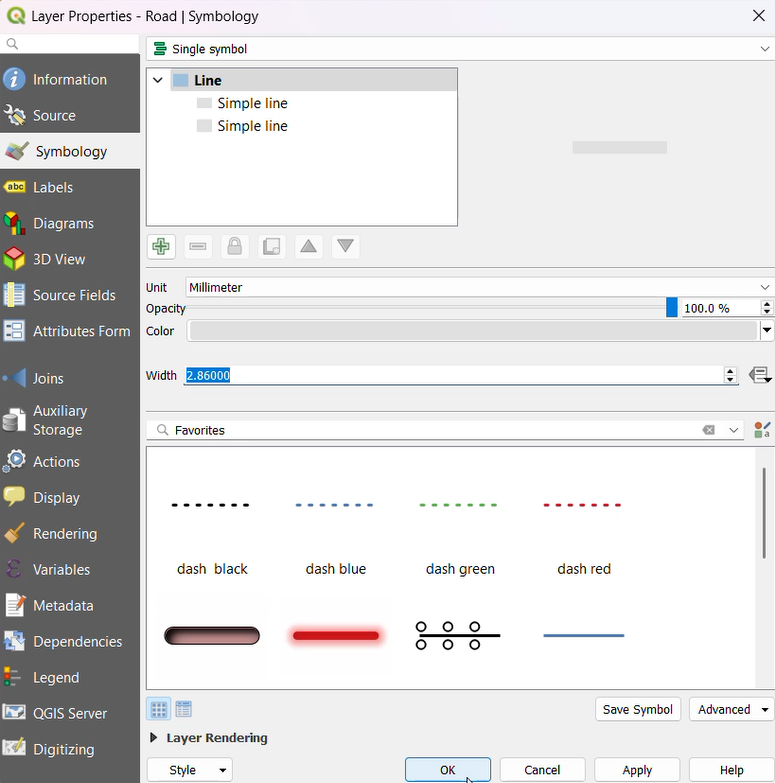 Layer Properties - Road | Symbology
Single symbol
Information
Source
Symbology
abc Labels
Diagrams
3D View
Source Fields
Attributes Form
Joins
Auxiliary
Storage
Actions
Display
Rendering
Variables
Metadata
Dependencies
Legend
QGIS Server
Digitizing
Line
Simple line
Simple line
Unit Millimeter
Opacity 100.0 %
Color
Width 2.86000
Favorites
a
dash  black dash blue dash green dash red
Save Symbol Advanced
Layer Rendering
Style OK Cancel Apply Help